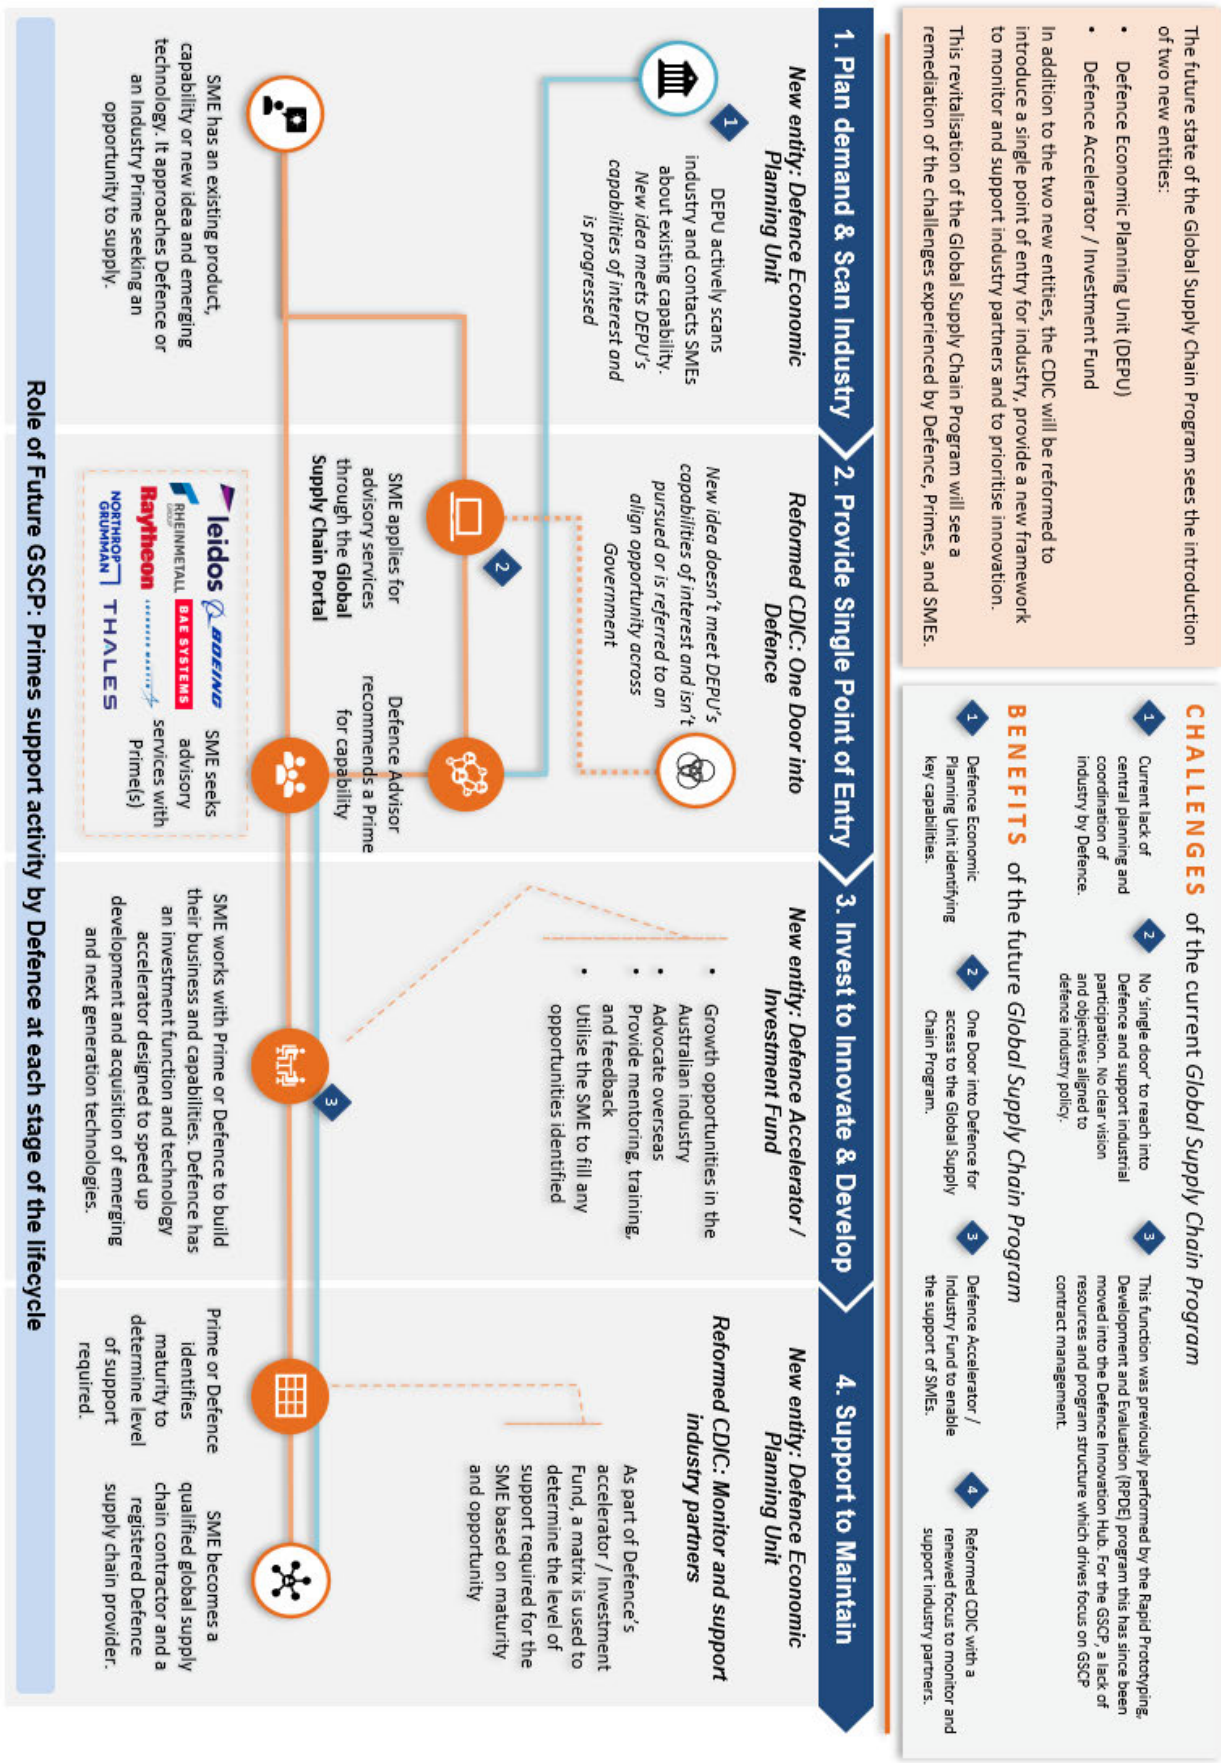 The future state of the Global Supply Chain Program sees the introduction
of two new entities:
• Defence Economic Planning Unit (DEPU)
• Defence Accelerator / Investment Fund
In addition to the two new entities, the CDIC will be reformed to
introduce a single point of entry for industry, provide a new framework
to monitor and support industry partners and to prioritise innovation.
This revitalisation of the Global Supply Chain Program will see a
remediation of the challenges experienced by Defence, Primes, and SMEs.
CHALLENGES of the current Global Supply Chain Program
1
Current lack of
central planning and
coordination of
industry by Defence.
2
No ‘single door’ to reach into
Defence and support industrial
participation. No clear vision
and objectives aligned to
defence industry policy.
3
This function was previously performed by the Rapid Prototyping,
Development and Evaluation (RPDE) program this has since been
moved into the Defence Innovation Hub. For the GSCP, a lack of
resources and program structure which drives focus on GSCP
contract management.
BENEFITS of the future Global Supply Chain Program
1
Defence Economic
Planning Unit identifying
key capabilities.
2
One Door into Defence for
access to the Global Supply
Chain Program.
3
Defence Accelerator /
Industry Fund to enable
the support of SMEs.
4
Reformed CDIC with a
renewed focus to monitor and
support industry partners.
1. Plan demand & Scan Industry
2. Provide Single Point of Entry
3. Invest to Innovate & Develop
4. Support to Maintain
New entity: Defence Economic
Planning Unit
1
DEPU actively scans
industry and contacts SMEs
about existing capability.
New idea meets DEPU's
capabilities of interest and
is progressed
SME has an existing product,
capability or new idea and emerging
technology. It approaches Defence or
an Industry Prime seeking an
opportunity to supply.
Reformed CDIC: One Door into
Defence
New idea doesn't meet DEPU's
capabilities of interest and isn't
pursued or is referred to an
align opportunity across
Government
2
SME applies for
advisory services
through the Global
Supply Chain Portal
Defence Advisor
recommends a Prime
for capability
leidos
BOEING
RHEINMETALL
GROUP
BAE SYSTEMS
Raytheon
NORTHROP
GRUMMAN
THALES
SME seeks
advisory
services with
Prime(s)
New entity: Defence Accelerator /
Investment Fund
• Growth opportunities in the
Australian industry
• Advocate overseas
• Provide mentoring, training,
and feedback
• Utilise the SME to fill any
opportunities identified
3
SME works with Prime or Defence to build
their business and capabilities. Defence has
an investment function and technology
accelerator designed to speed up
development and acquisition of emerging
and next generation technologies.
New entity: Defence Economic
Planning Unit
Reformed CDIC: Monitor and support
industry partners
As part of Defence's
accelerator / Investment
Fund, a matrix is used to
determine the level of
support required for the
SME based on maturity
and opportunity
Prime or Defence
identifies
maturity to
determine level
of support
required.
SME becomes a
qualified global supply
chain contractor and a
registered Defence
supply chain provider.
Role of Future GSCP: Primes support activity by Defence at each stage of the lifecycle